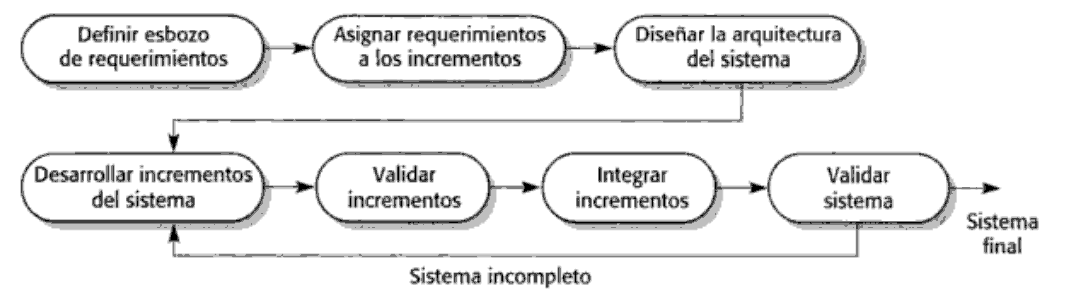 Definir esbozo
de requerimientos
Asignar requerimientos
a los incrementos
Diseñar la arquitectura
del sistema
Desarrollar incrementos
del sistema
Validar
incrementos
Integrar
incrementos
Validar
sistema
Sistema
final
Sistema incompleto